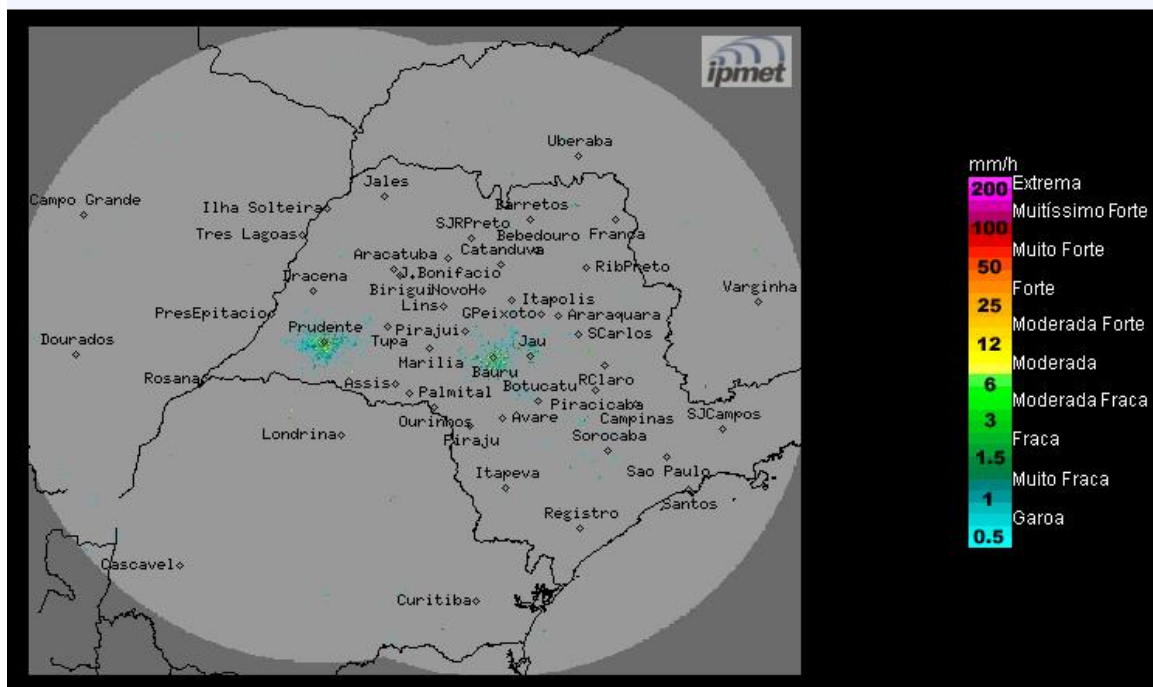 ipmet
Uberaba
Jales
Campo Grande
Ilha Solteira
Barretos
SJRPreto
Tres Lagoas
Bebedouro
Franca
Aracatuba
Catanduva
J.Bonifacio
RibPreto
Dracena
Birigui
NovoH
Varginha
Lins
Itapolis
PresEpitacio
GPeixoto
Araraquara
Prudente
Tupa
Pirajui
SCarlos
Dourados
Jau
Marilia
Bauru
Rosana
Assis
Botucatu
RClaro
Palmital
Piracicaba
Ourinhos
Avare
Campinas
SJCampos
Londrina
Piraju
Sorocaba
Itapeva
Sao Paulo
Santos
Registro
Cascavel
Curitiba
mm/h
200 Extrema
Muitíssimo Forte
100
Muito Forte
50
Forte
25
Moderada Forte
12
Moderada
6
Moderada Fraca
3
Fraca
1.5
Muito Fraca
1
Garoa
0.5